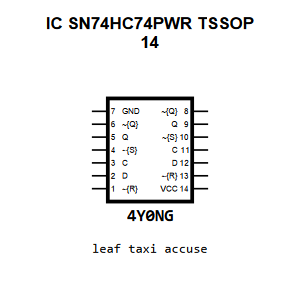 IC SN74HC74PWR TSSOP
14
7 GND ~{Q} 8
6 ~{Q} Q 9
5 Q ~{S} 10
4 ~{S} C 11
3 C D 12
2 D ~{R} 13
1 ~{R} VCC 14
4Y0NG
leaf taxi accuse